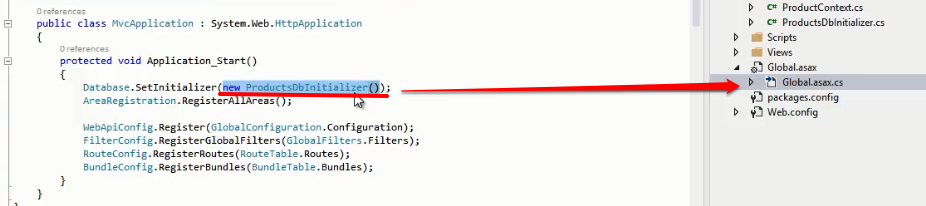 0 references
public class MvcApplication : System.Web.HttpApplication
{
0 references
protected void Application_Start()
{
Database.SetInitializer(new ProductsDbInitializer());
AreaRegistration.RegisterAllAreas();
WebApiConfig.Register(GlobalConfiguration.Configuration);
FilterConfig.RegisterGlobalFilters(GlobalFilters.Filters);
RouteConfig.RegisterRoutes(RouteTable.Routes);
BundleConfig.RegisterBundles(BundleTable.Bundles);
}
}
C# ProductContext.cs
C# ProductsDbInitializer.cs
Scripts
Views
Global.asax
Global.asax.cs
packages.config
Web.config